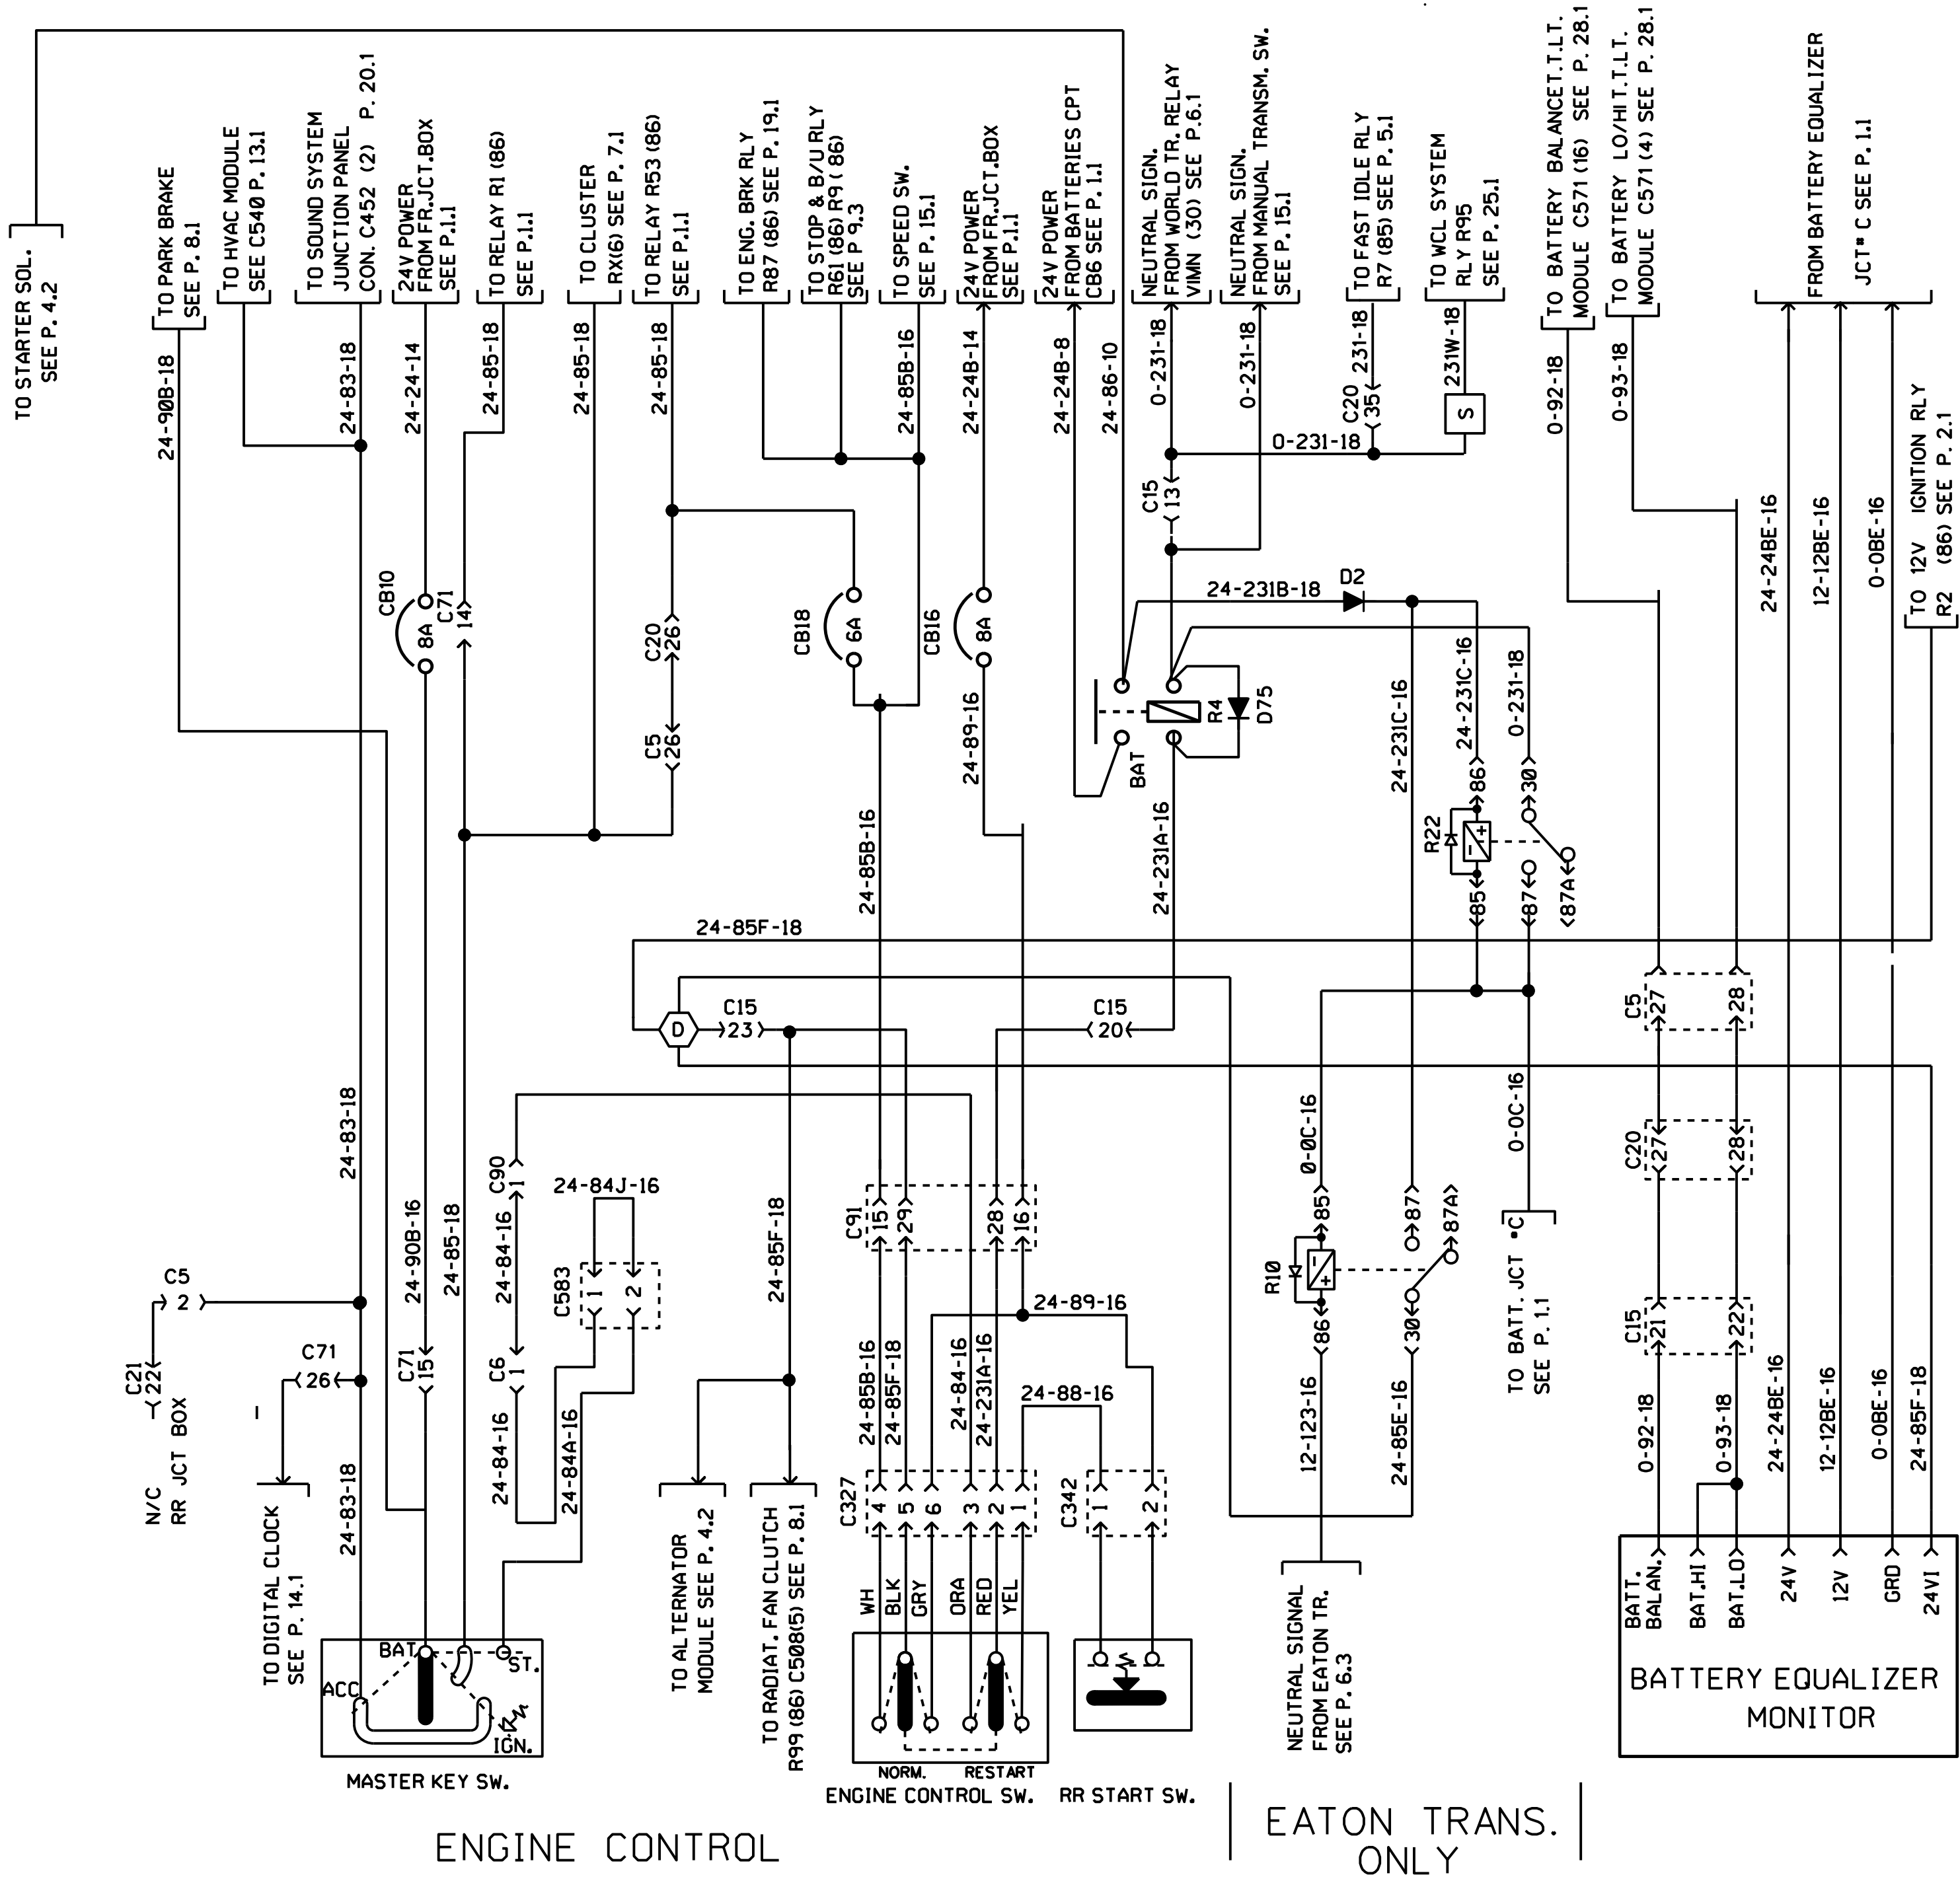 TO STARTER SOL.
SEE P. 4.2
TO PARK BRAKE
SEE P. 8.1
TO HVAC MODULE
SEE C540 P. 13.1
TO SOUND SYSTEM
JUNCTION PANEL
CON. C452 (2) P. 20.1
24V POWER
FROM FR.JCT.BOX
SEE P.1.1
TO RELAY R1 (86)
SEE P.1.1
TO CLUSTER
RX(6) SEE P. 7.1
TO RELAY R53 (86)
SEE P.1.1
TO ENG. BRK RLY
R87 (86) SEE P. 19.1
TO STOP & B/U RLY
R61 (86) R9 (86)
SEE P 9.3
TO SPEED SW.
SEE P. 15.1
24V POWER
FROM FR.JCT.BOX
SEE P.1.1
24V POWER
FROM BATTERIES CPT
CB6 SEE P. 1.1
NEUTRAL SIGN.
FROM WORLD TR. RELAY
VIMN (30) SEE P.6.1
NEUTRAL SIGN.
FROM MANUAL TRANSM. SW.
SEE P. 15.1
TO FAST IDLE RLY
R7 (85) SEE P. 5.1
TO WCL SYSTEM
RLY R95
SEE P. 25.1
TO BATTERY BALANCE T.T.LT.
MODULE C571 (16) SEE P. 28.1
TO BATTERY LO/HI T.T.LT.
MODULE C571 (4) SEE P. 28.1
FROM BATTERY EQUALIZER
JCT# C SEE P. 1.1
TO 12V IGNITION RLY
R2 (86) SEE P. 2.1
24-90B-18
24-83-18
24-24-14
24-85-18
24-85-18
24-85-18
24-85B-16
24-24B-14
24-24B-8
24-86-10
0-231-18
0-231-18
231-18
231W-18
0-92-18
0-93-18
C20
35
S
0-231-18
C15
13
24-24BE-16
12-12BE-16
0-0BE-16
CB10
8A
C71
14
C20
26
C5
26
CB18
6A
CB16
8A
24-89-16
24-231B-18
D2
R4
D75
BAT
24-231C-16
24-231C-16
0-231-18
86
30
R22
+
-
85
87
87A
24-85B-16
24-231A-16
24-85F-18
D
C15
23
C15
20
C5
27
28
24-83-18
24-90B-16
24-85-18
C90
1
24-84-16
24-84J-16
C583
1
2
24-85F-18
C91
15
29
28
16
0-0C-16
0-0C-16
C20
27
28
85
87
87A
R10
-
+
86
30
TO BATT. JCT *C
SEE P. 1.1
C15
21
22
C5
2
C21
22
N/C
RR JCT BOX
C71
26
C71
15
C6
1
24-89-16
24-88-16
24-83-18
24-84-16
24-84A-16
24-85B-16
24-85F-18
24-84-16
24-231A-16
12-123-16
24-85E-16
0-92-18
0-93-18
24-24BE-16
12-12BE-16
0-0BE-16
24-85F-18
TO DIGITAL CLOCK
SEE P. 14.1
TO ALTERNATOR
MODULE SEE P. 4.2
TO RADIAT. FAN CLUTCH
R99 (86) C508(5) SEE P. 8.1
C327
4
5
6
3
2
1
C342
1
2
WH
BLK
GRY
ORA
RED
YEL
NEUTRAL SIGNAL
FROM EATON TR.
SEE P. 6.3
BATT.
BALAN.
BAT.HI
BAT.LO
24V
12V
GRD
24VI
BATTERY EQUALIZER
MONITOR
ACC
BAT
ST.
IGN.
MASTER KEY SW.
NORM.
RESTART
ENGINE CONTROL SW.
RR START SW.
ENGINE CONTROL
EATON TRANS.
ONLY